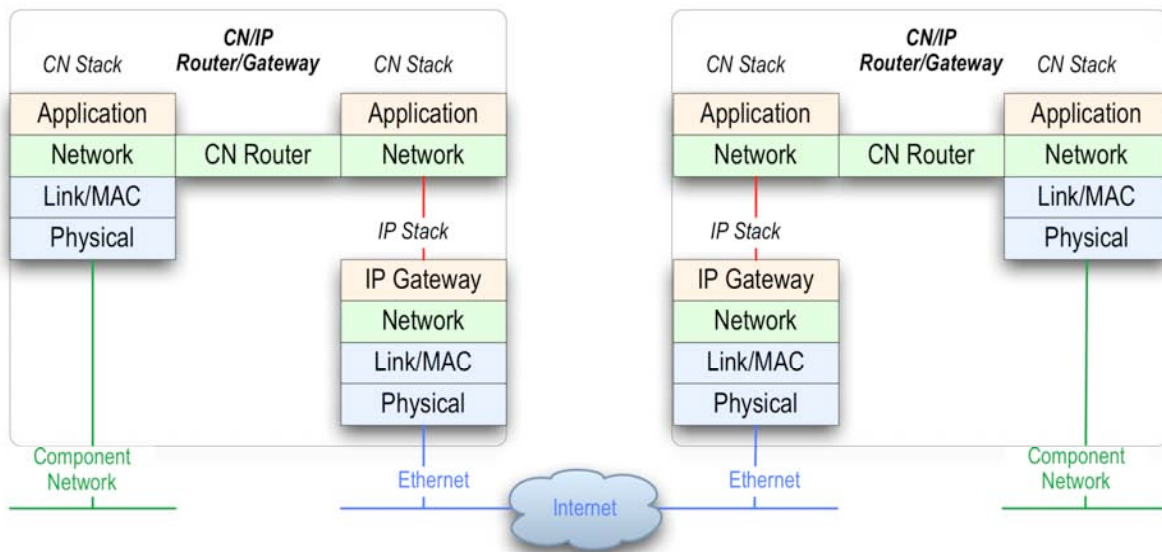 CN Stack
CN/IP
Router/Gateway
CN Stack
Application
Application
Network
CN Router
Network
Link/MAC
Physical
IP Stack
IP Gateway
Network
Link/MAC
Physical
Component
Network
Ethernet
Internet
CN Stack
CN/IP
Router/Gateway
CN Stack
Application
Application
Network
CN Router
Network
Link/MAC
Physical
IP Stack
IP Gateway
Network
Link/MAC
Physical
Ethernet
Component
Network